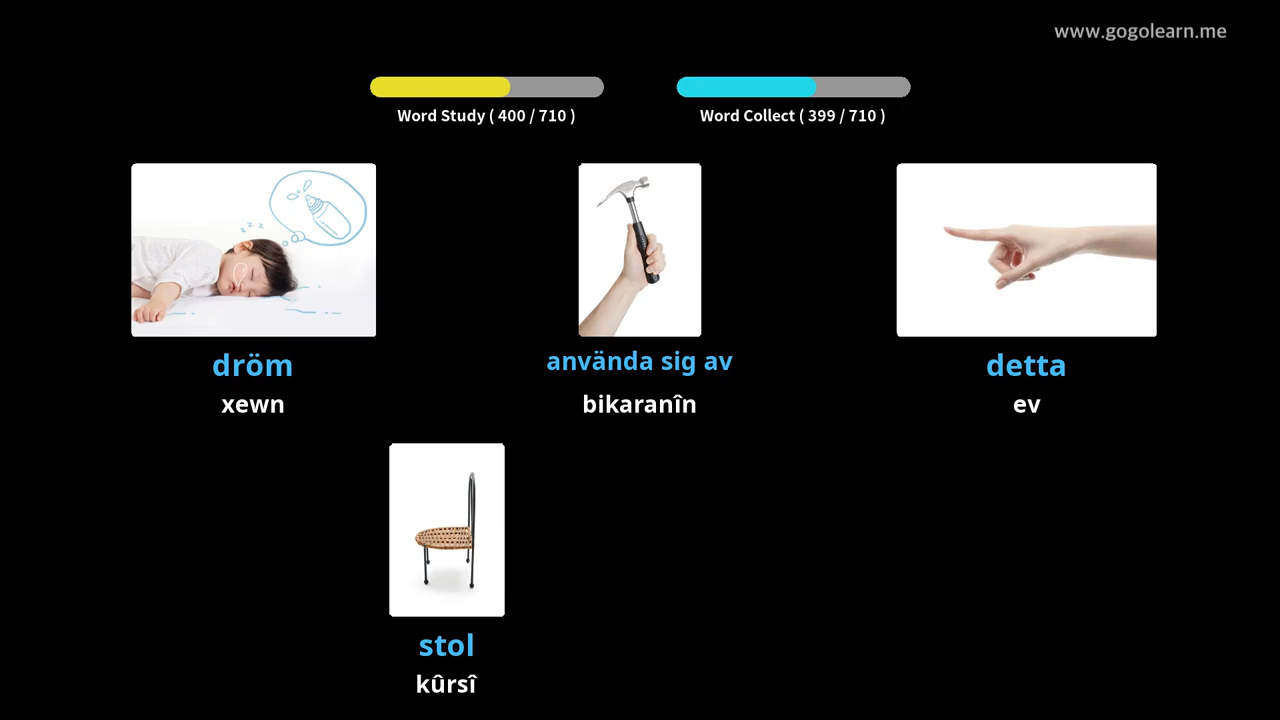 www.gogolearn.me
Word Study ( 400 / 710 )
Word Collect ( 399 / 710 )
z z z
dröm
använda sig av
detta
xewn
bikaranîn
ev
stol
kûrsî